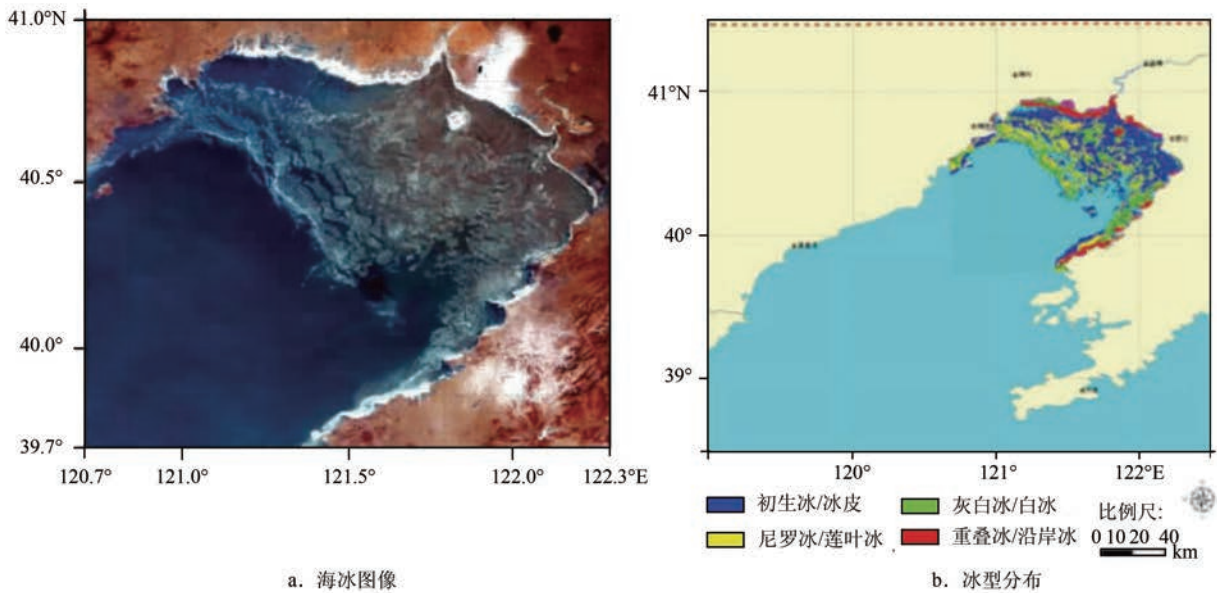 41.0°N
40.5°
40.0°
39.7°
120.7°
121.0°
121.5°
122.0°
122.3°E
41°N
40°
39°
120°
121°
122°E
初生冰/冰皮
灰白冰/白冰
尼罗冰/莲叶冰
重叠冰/沿岸冰
比例尺:
0 10 20 40
km
a. 海冰图像
b. 冰型分布